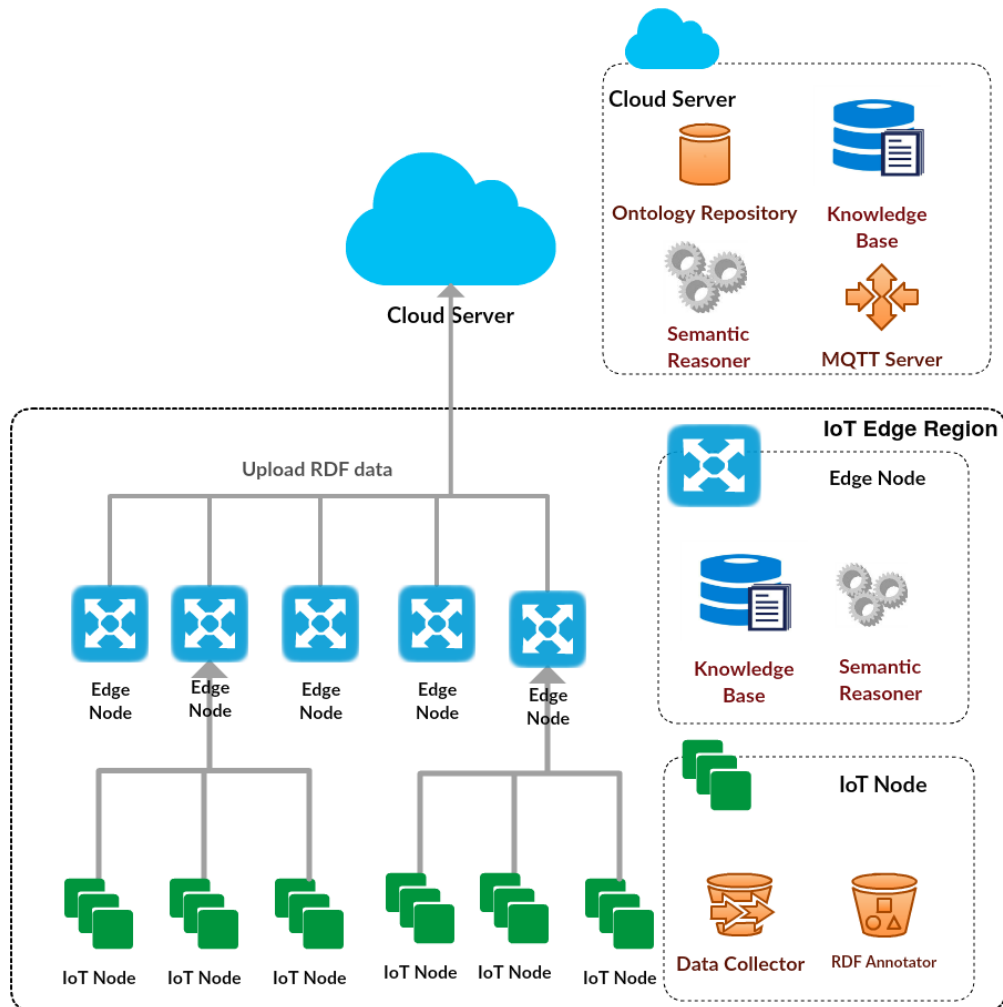 Cloud Server
Ontology Repository
Knowledge
Base
Semantic
Reasoner
MQTT Server
Cloud Server
IoT Edge Region
Upload RDF data
Edge Node
Edge
Node
Edge
Node
Edge
Node
Edge
Node
Edge
Node
Knowledge
Base
Semantic
Reasoner
IoT Node
Data Collector
RDF Annotator
IoT Node
IoT Node
IoT Node
IoT Node
IoT Node
IoT Node